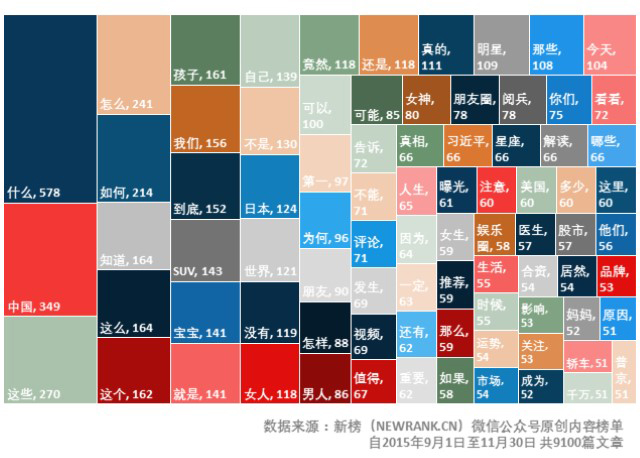 什么, 578
中国, 349
这些, 270
怎么, 241
如何, 214
知道, 164
这么, 164
这个, 162
孩子, 161
我们, 156
到底, 152
SUV, 143
宝宝, 141
就是, 141
自己, 139
不是, 130
日本, 124
世界, 121
没有, 119
女人, 118
竟然, 118
还是, 118
真的,
111
明星,
109
那些,
108
今天,
104
可以,
100
第一, 97
为何, 96
朋友, 90
怎样, 88
男人, 86
可能, 85
女神,
80
朋友圈,
78
阅兵,
78
你们,
75
看看,
72
告诉,
72
不能,
71
评论,
71
发生,
69
视频,
69
值得,
67
真相,
66
习近平,
66
星座,
66
解读,
66
哪些,
66
人生,
65
因为,
64
一定,
63
还有,
62
重要,
62
曝光,
61
注意,
60
美国,
60
多少,
60
这里,
60
女生,
59
推荐,
59
那么,
59
如果,
58
娱乐
圈, 58
医生,
57
股市,
57
他们,
56
生活,
55
时候,
55
运势,
54
市场,
54
合资,
54
居然,
54
品牌,
53
影响,
53
关注,
53
成为,
52
妈妈,
52
原因,
51
轿车, 51
千万, 51
普
京, 51
数据来源：新榜（NEWRANK.CN）微信公众号原创内容榜单
自2015年9月1日至11月30日 共9100篇文章